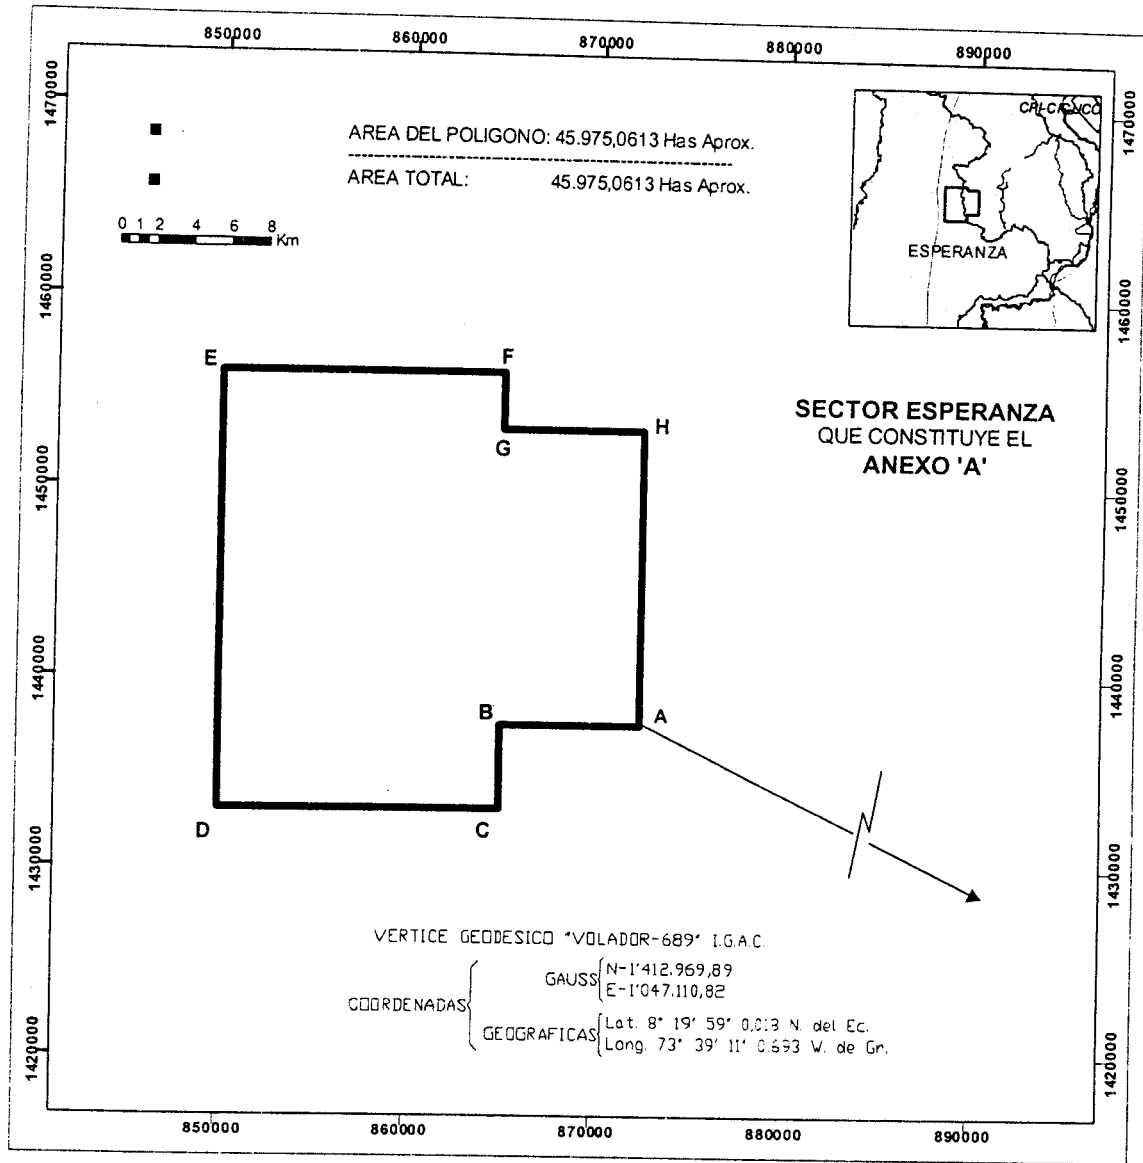 850000 860000 870000 880000 890000
1470000
1460000
1450000
1440000
1430000
1420000
AREA DEL POLIGONO: 45.975,0613 Has Aprox.
AREA TOTAL: 45.975,0613 Has Aprox.
0 1 2 4 6 8
Km
ESPERANZA
1470000
1460000
1450000
1440000
1430000
1420000
SECTOR ESPERANZA
QUE CONSTITUYE EL
ANEXO 'A'
E F
G H
B A
D C
VERTICE GEODESICO "VOLADOR-689" I.G.A.C.
COORDENADAS
GAUSS
N-1'412.969,89
E-1'047.110,82
GEOGRAFICAS
Lat. 8° 19' 59" N. del Ec.
Long. 73° 39' 11" W. de Gr.
850000 860000 870000 880000 890000